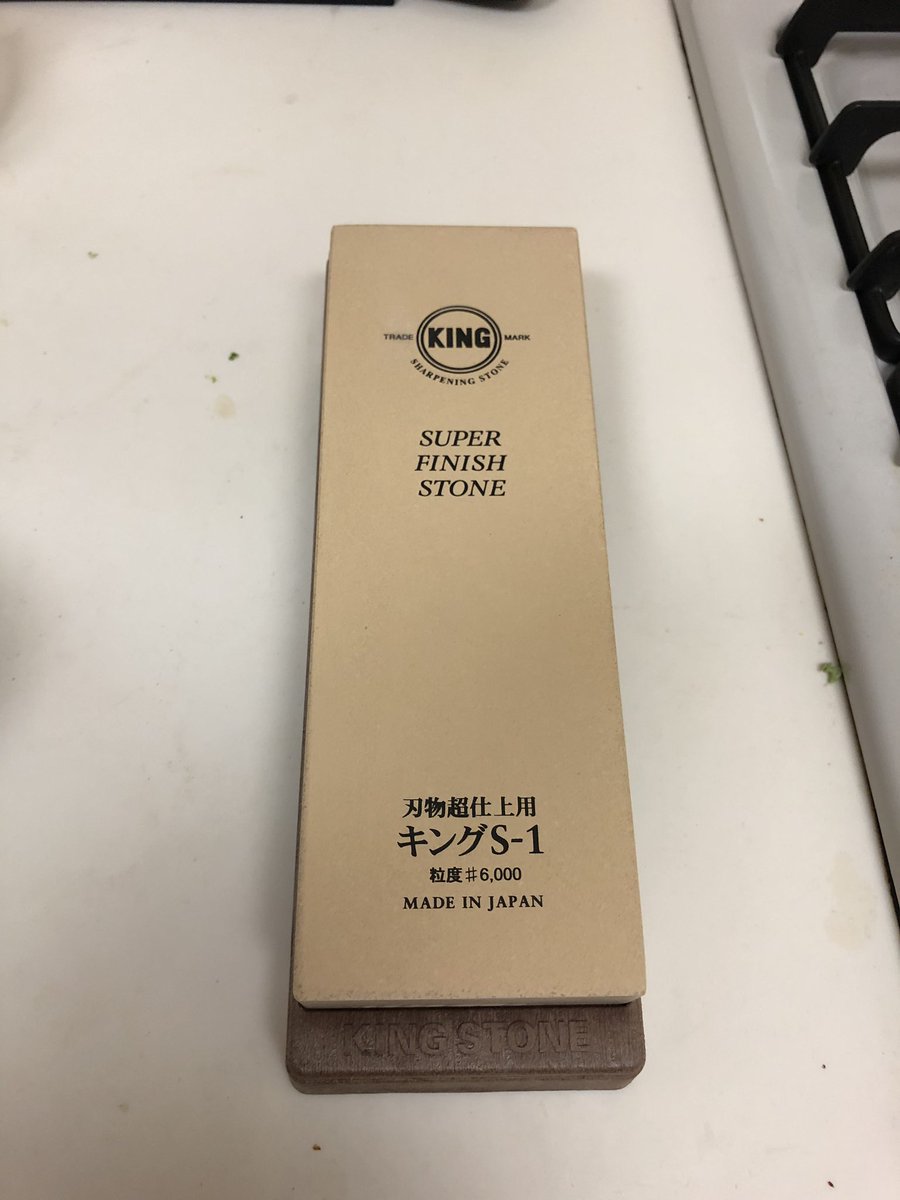 TRADE KING MARK
SHARPENING STONE
SUPER
FINISH
STONE
刃物超仕上用
キングS-1
粒度#6,000
MADE IN JAPAN
KING STONE